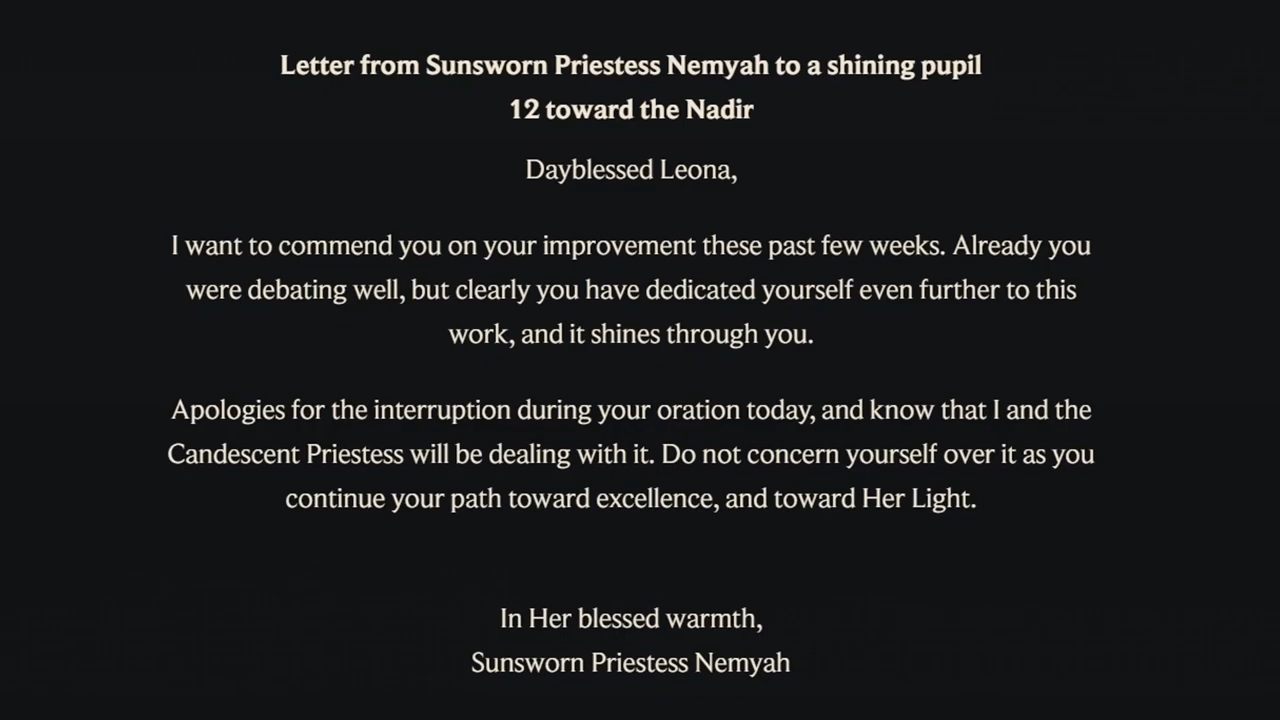 Letter from Sunsworn Priestess Nemyah to a shining pupil
12 toward the Nadir
Dayblessed Leona,
I want to commend you on your improvement these past few weeks. Already you
were debating well, but clearly you have dedicated yourself even further to this
work, and it shines through you.
Apologies for the interruption during your oration today, and know that I and the
Candescent Priestess will be dealing with it. Do not concern yourself over it as you
continue your path toward excellence, and toward Her Light.
In Her blessed warmth,
Sunsworn Priestess Nemyah